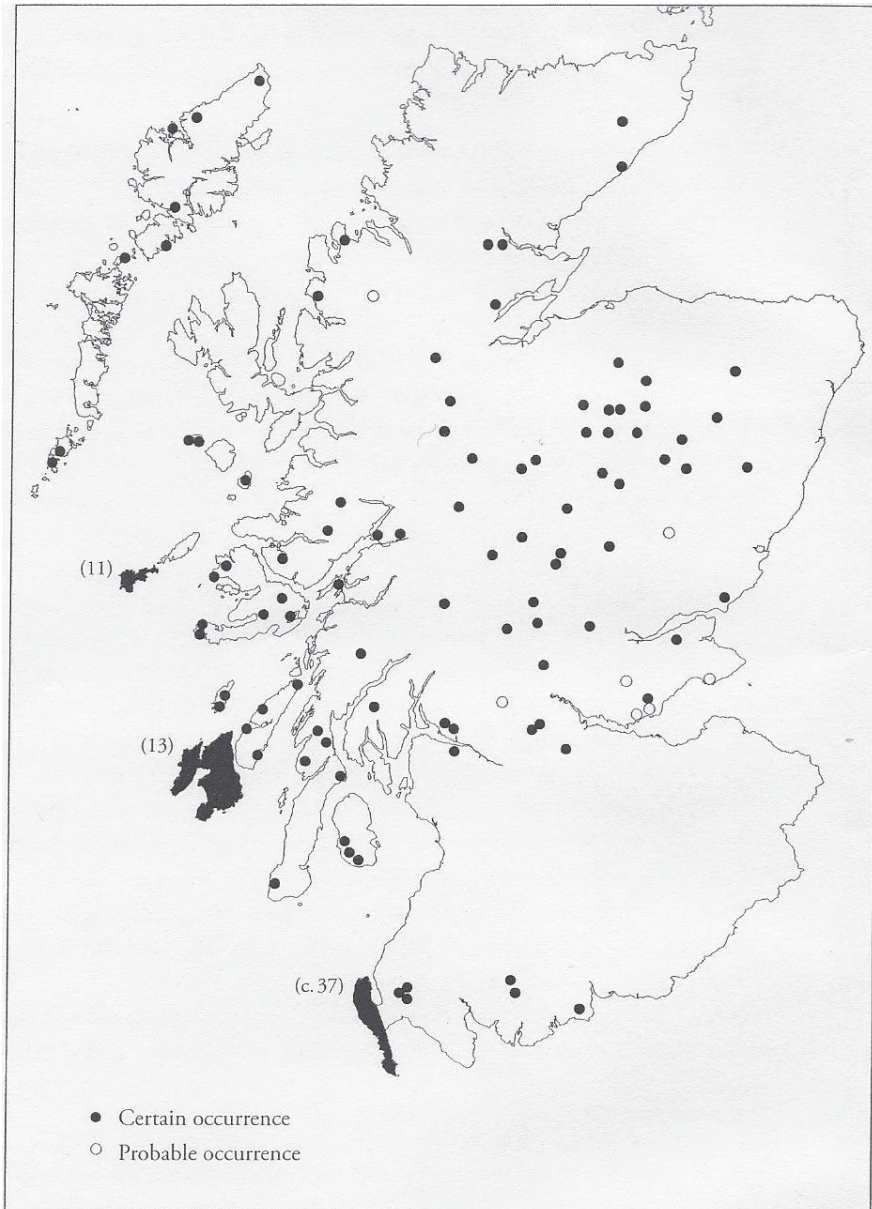 (11)
(13)
(c. 37)
Certain occurrence
Probable occurrence